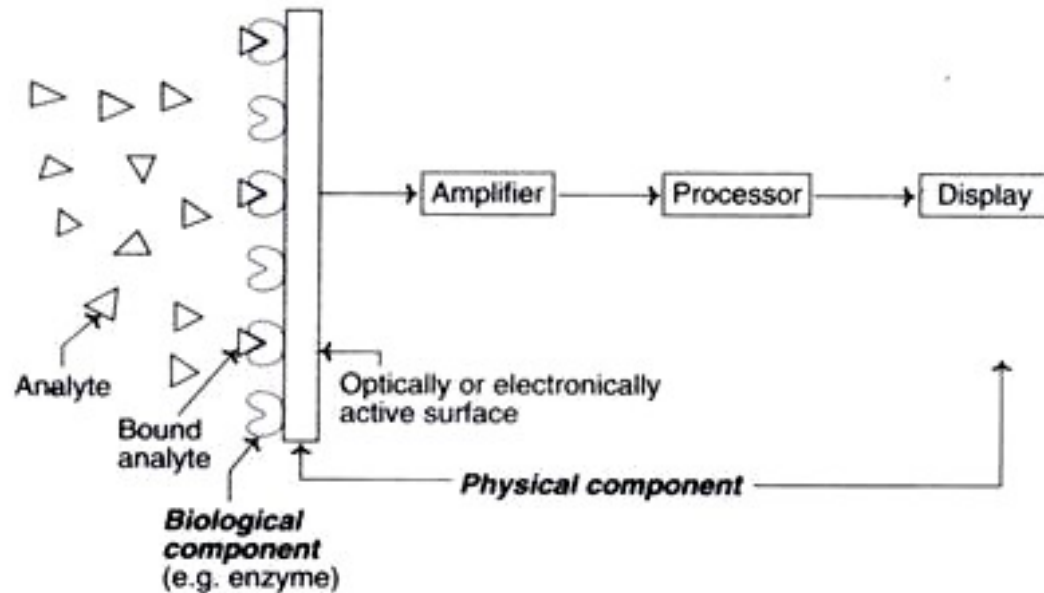 Amplifier
Processor
Display
Analyte
Optically or electronically
active surface
Bound
analyte
Physical component
Biological
component
(e.g. enzyme)